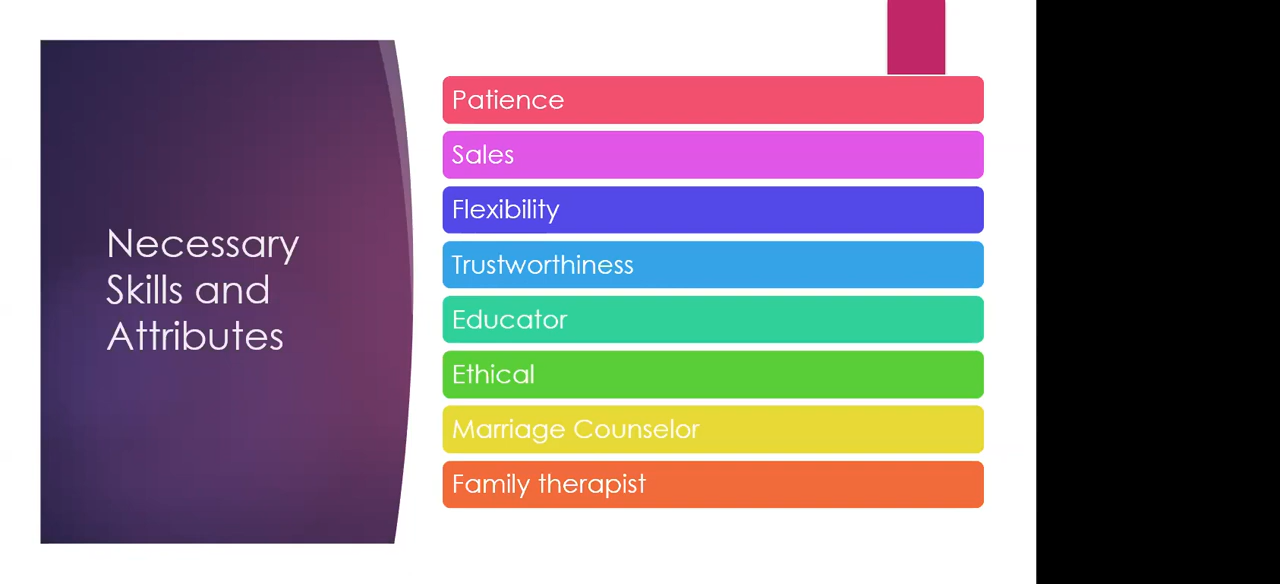 Necessary
Skills and
Attributes
Patience
Sales
Flexibility
Trustworthiness
Educator
Ethical
Marriage Counselor
Family therapist